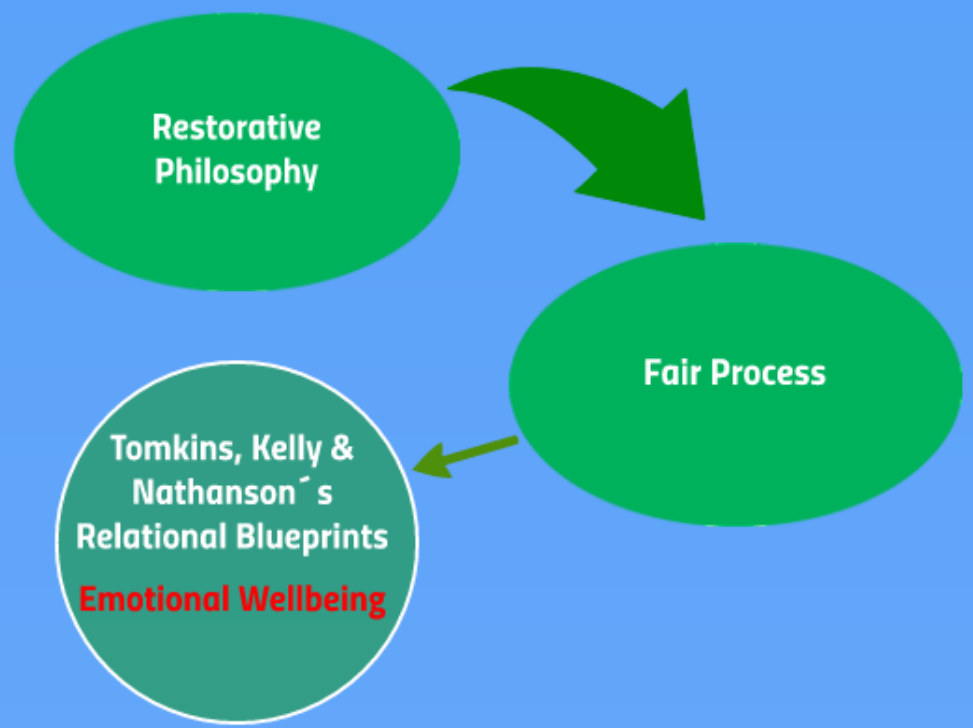 Restorative
Philosophy
Fair Process
Tomkins, Kelly &
Nathanson´s
Relational Blueprints
Emotional Wellbeing